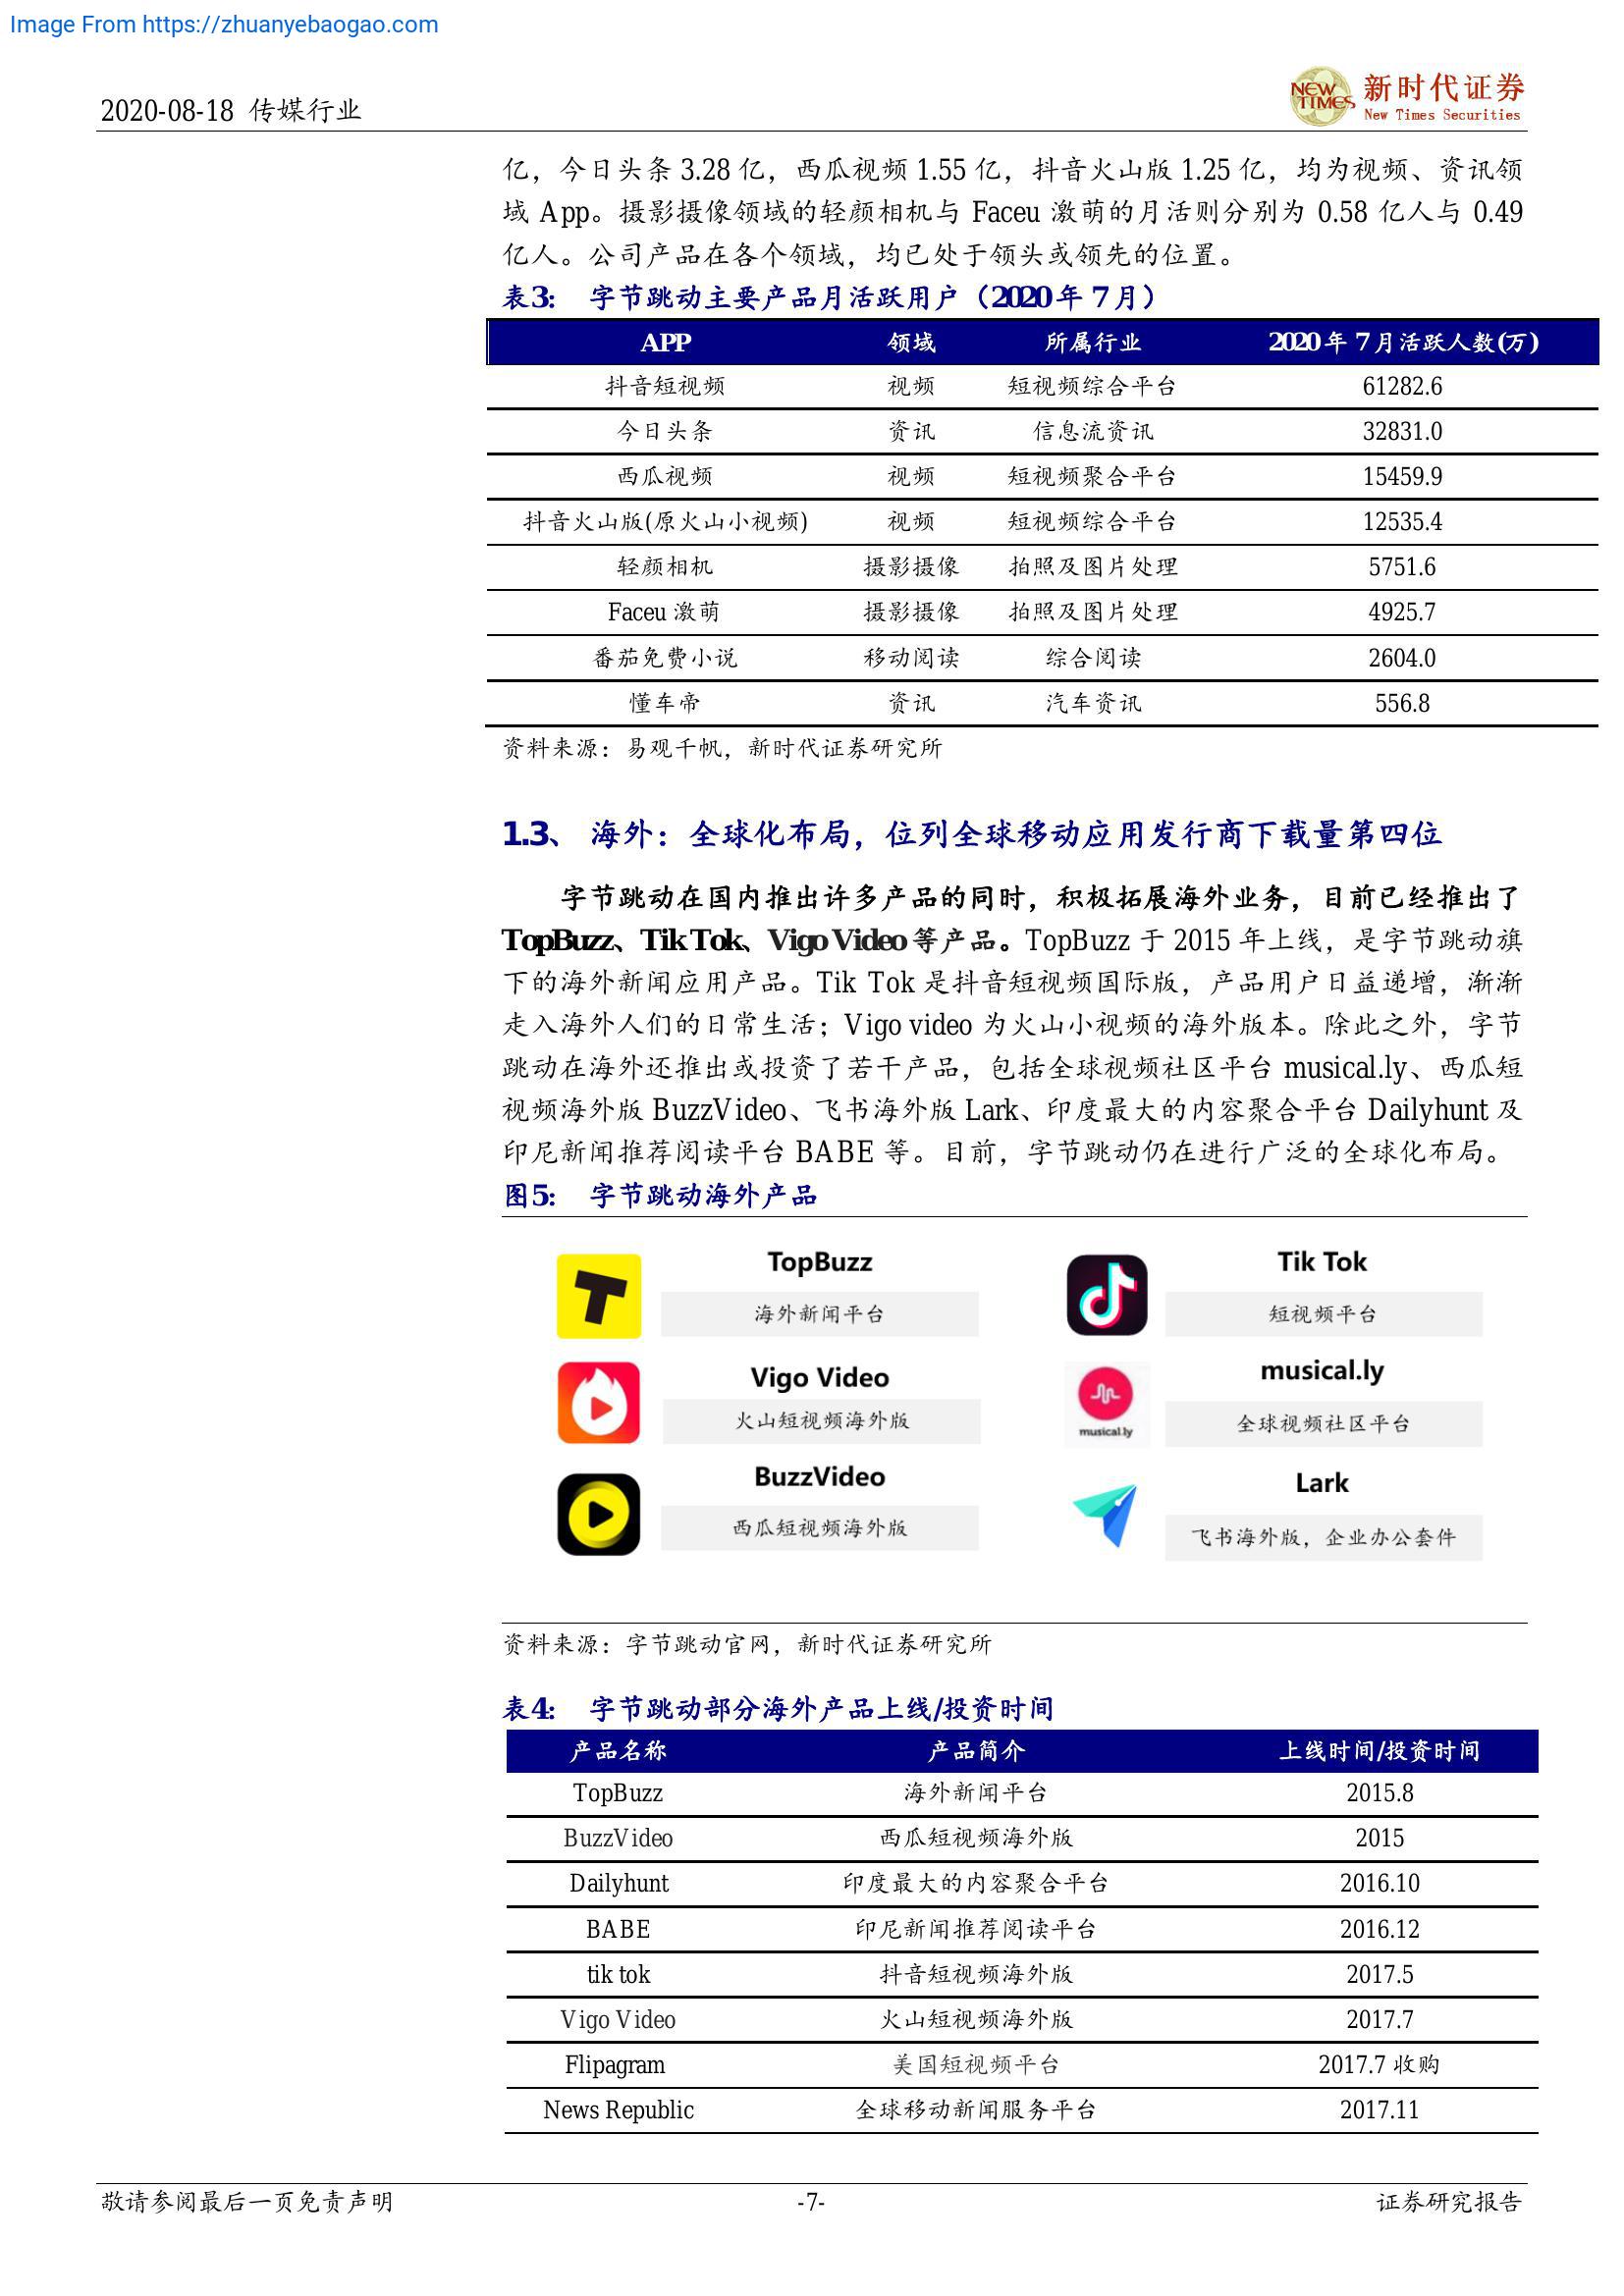 Image From https://zhuanyebaogao.com
2020-08-18 传媒行业
NEW TIMES
新时代证券
New Times Securities
亿，今日头条 3.28 亿，西瓜视频 1.55 亿，抖音火山版 1.25 亿，均为视频、资讯领
域 App。摄影摄像领域的轻颜相机与 Faceu 激萌的月活则分别为 0.58 亿人与 0.49
亿人。公司产品在各个领域，均已处于领头或领先的位置。
表3: 字节跳动主要产品月活跃用户（2020 年 7 月）
APP 领域 所属行业 2020 年 7 月活跃人数(万)
抖音短视频 视频 短视频综合平台 61282.6
今日头条 资讯 信息流资讯 32831.0
西瓜视频 视频 短视频聚合平台 15459.9
抖音火山版(原火山小视频) 视频 短视频综合平台 12535.4
轻颜相机 摄影摄像 拍照及图片处理 5751.6
Faceu 激萌 摄影摄像 拍照及图片处理 4925.7
番茄免费小说 移动阅读 综合阅读 2604.0
懂车帝 资讯 汽车资讯 556.8
资料来源：易观千帆，新时代证券研究所
1.3、 海外：全球化布局，位列全球移动应用发行商下载量第四位
字节跳动在国内推出许多产品的同时，积极拓展海外业务，目前已经推出了
TopBuzz、Tik Tok、Vigo Video 等产品。TopBuzz 于 2015 年上线，是字节跳动旗
下的海外新闻应用产品。Tik Tok 是抖音短视频国际版，产品用户日益递增，渐渐
走入海外人们的日常生活；Vigo video 为火山小视频的海外版本。除此之外，字节
跳动在海外还推出或投资了若干产品，包括全球视频社区平台 musical.ly、西瓜短
视频海外版 BuzzVideo、飞书海外版 Lark、印度最大的内容聚合平台 Dailyhunt 及
印尼新闻推荐阅读平台 BABE 等。目前，字节跳动仍在进行广泛的全球化布局。
图5: 字节跳动海外产品
TopBuzz
海外新闻平台
Tik Tok
短视频平台
Vigo Video
火山短视频海外版
musical.ly
musical.ly
全球视频社区平台
BuzzVideo
西瓜短视频海外版
Lark
飞书海外版，企业办公套件
资料来源：字节跳动官网，新时代证券研究所
表4: 字节跳动部分海外产品上线/投资时间
产品名称 产品简介 上线时间/投资时间
TopBuzz 海外新闻平台 2015.8
BuzzVideo 西瓜短视频海外版 2015
Dailyhunt 印度最大的内容聚合平台 2016.10
BABE 印尼新闻推荐阅读平台 2016.12
tik tok 抖音短视频海外版 2017.5
Vigo Video 火山短视频海外版 2017.7
Flipagram 美国短视频平台 2017.7 收购
News Republic 全球移动新闻服务平台 2017.11
敬请参阅最后一页免责声明 -7- 证券研究报告